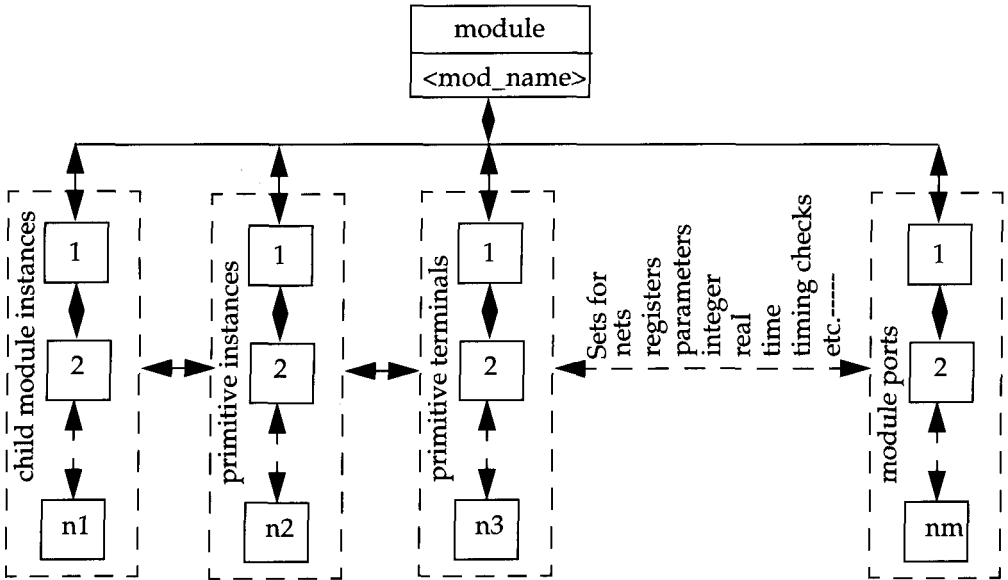 module
<mod_name>
child module instances
1
2
n1
primitive instances
1
2
n2
primitive terminals
1
2
n3
Sets for
nets
registers
parameters
integer
real
time
timing checks
etc.-----
module ports
1
2
nm